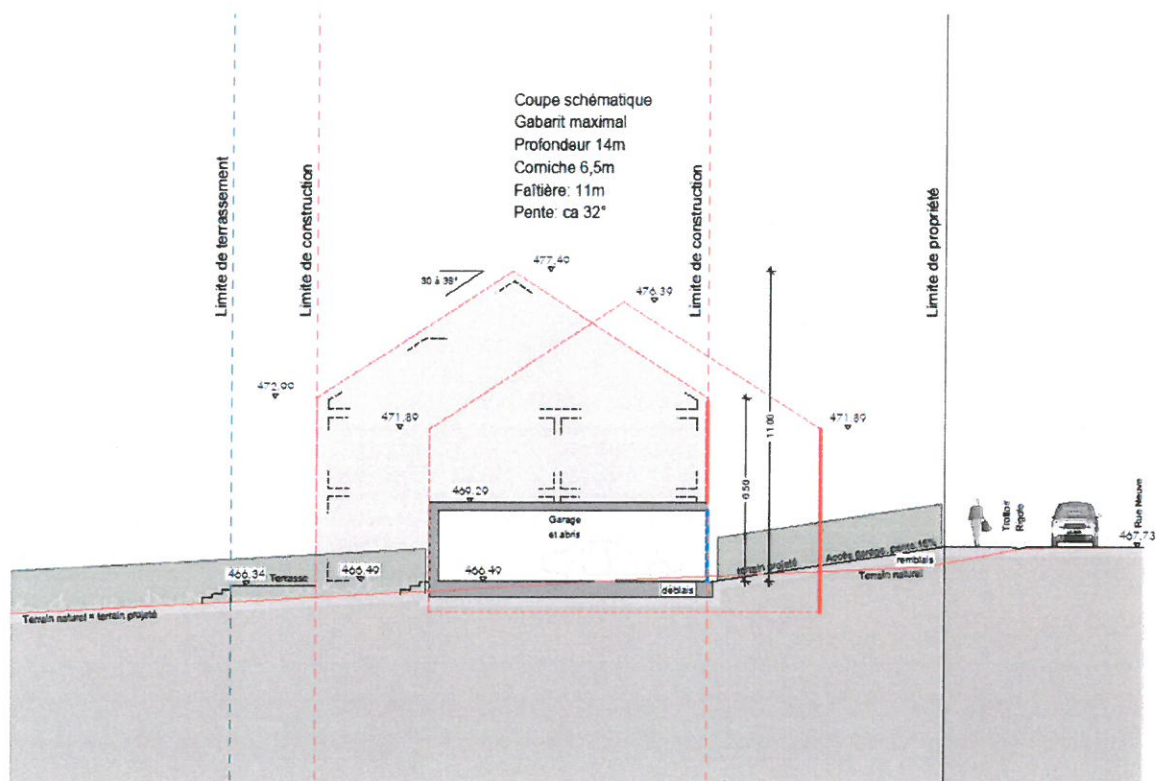 Coupe schématique
Gabarit maximal
Profondeur 14m
Corniche 6,5m
Faîtière: 11m
Pente: ca 32°
Limite de terrassement
Limite de construction
Limite de construction
Limite de propriété
477,40
30 à 38°
476,39
472,99
471,89
471,89
11.00
6.50
469,29
Garage
et abris
Trottoir
Rigole
Rue Neuve
467,73
466,34
Terrasse
466,49
466,49
terrain projeté
Accès garage, pente 15%
remblais
Terrain naturel
déblais
Terrain naturel = terrain projeté